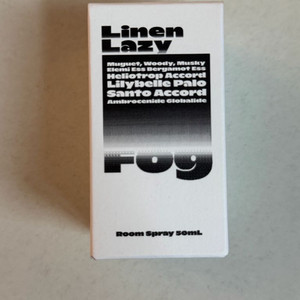 Linen
Lazy
Muguet, Woody, Musky
Elemi Ess Bergamot Ess
Heliotrop Accord
Lilybelle Palo
Santo Accord
Ambrocenide Globalide
Fog
Room Spray 50mL